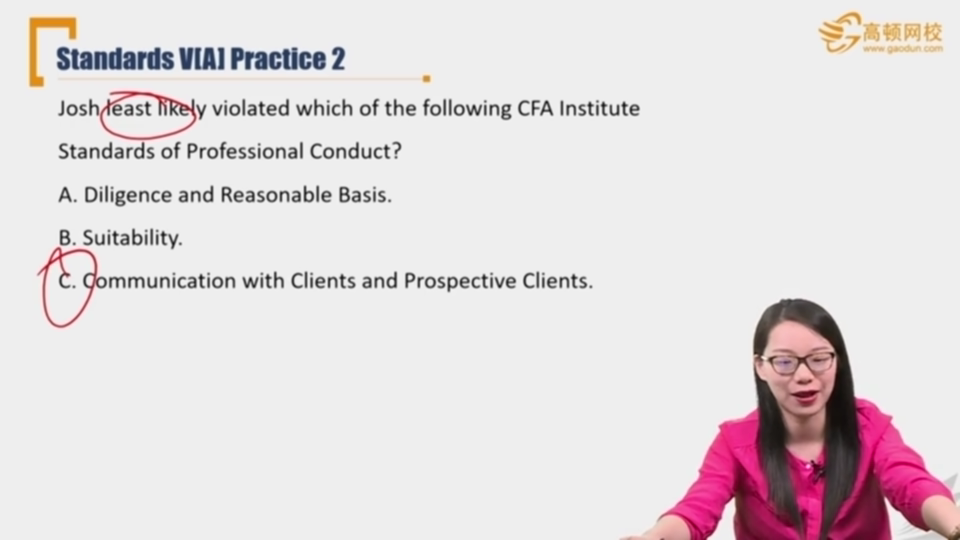 高顿网校
www.gaodun.com
Standards V[A] Practice 2
Josh least likely violated which of the following CFA Institute
Standards of Professional Conduct?
A. Diligence and Reasonable Basis.
B. Suitability.
C. Communication with Clients and Prospective Clients.